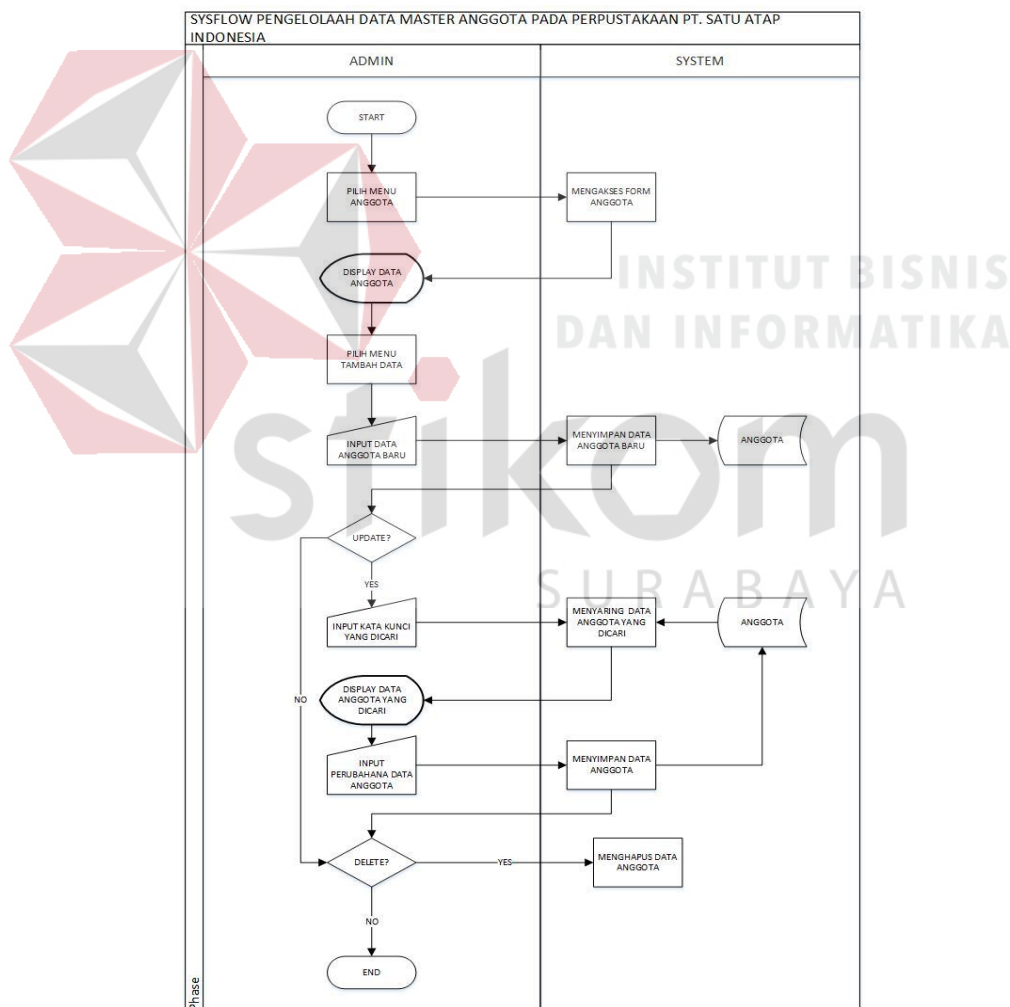 SYSFLOW PENGELOLAAH DATA MASTER ANGGOTA PADA PERPUSTAKAAN PT. SATU ATAP
INDONESIA
ADMIN
SYSTEM
START
PILIH MENU
ANGGOTA
MENGAKSES FORM
ANGGOTA
DISPLAY DATA
ANGGOTA
INSTITUT BISNIS
DAN INFORMATIKA
PILIH MENU
TAMBAH DATA
stikom
INPUT DATA
ANGGOTA BARU
MENYIMPAN DATA
ANGGOTA BARU
ANGGOTA
UPDATE?
SURABAYA
YES
INPUT KATA KUNCI
YANG DICARI
MENYARING DATA
ANGGOTA YANG
DICARI
ANGGOTA
NO
DISPLAY DATA
ANGGOTA YANG
DICARI
INPUT
PERUBAHANA DATA
ANGGOTA
MENYIMPAN DATA
ANGGOTA
DELETE?
YES
MENGHAPUS DATA
ANGGOTA
NO
END
Phase